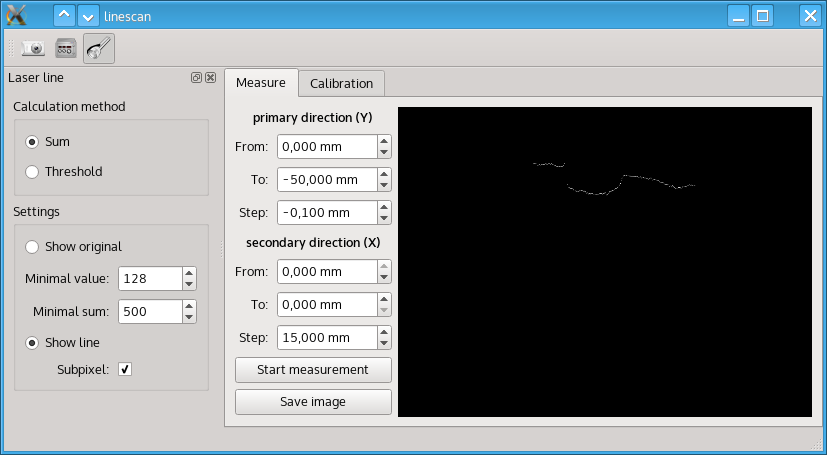 linescan
Laser line
Calculation method
Sum
Threshold
Settings
Show original
Minimal value: 128
Minimal sum: 500
Show line
Subpixel:
Measure
Calibration
primary direction (Y)
From: 0,000 mm
To: -50,000 mm
Step: -0,100 mm
secondary direction (X)
From: 0,000 mm
To: 0,000 mm
Step: 15,000 mm
Start measurement
Save image